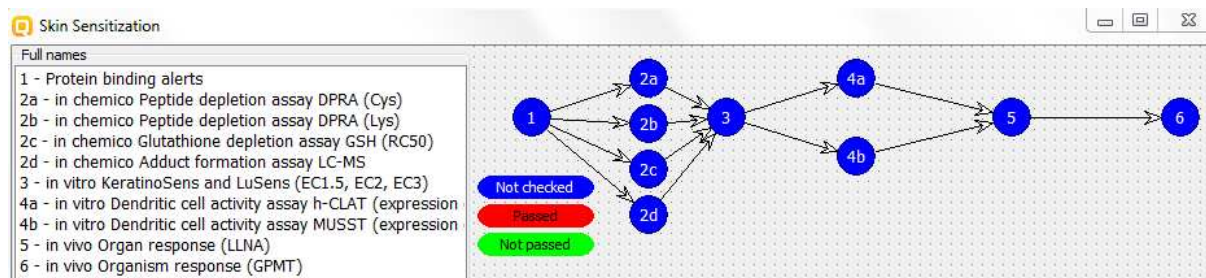 Skin Sensitization
Full names
1 - Protein binding alerts
2a - in chemico Peptide depletion assay DPRA (Cys)
2b - in chemico Peptide depletion assay DPRA (Lys)
2c - in chemico Glutathione depletion assay GSH (RC50)
2d - in chemico Adduct formation assay LC-MS
3 - in vitro KeratinoSens and LuSens (EC1.5, EC2, EC3)
4a - in vitro Dendritic cell activity assay h-CLAT (expression
4b - in vitro Dendritic cell activity assay MUSST (expression
5 - in vivo Organ response (LLNA)
6 - in vivo Organism response (GPMT)
1
2a
2b
2c
2d
3
4a
4b
5
6
Not checked
Passed
Not passed